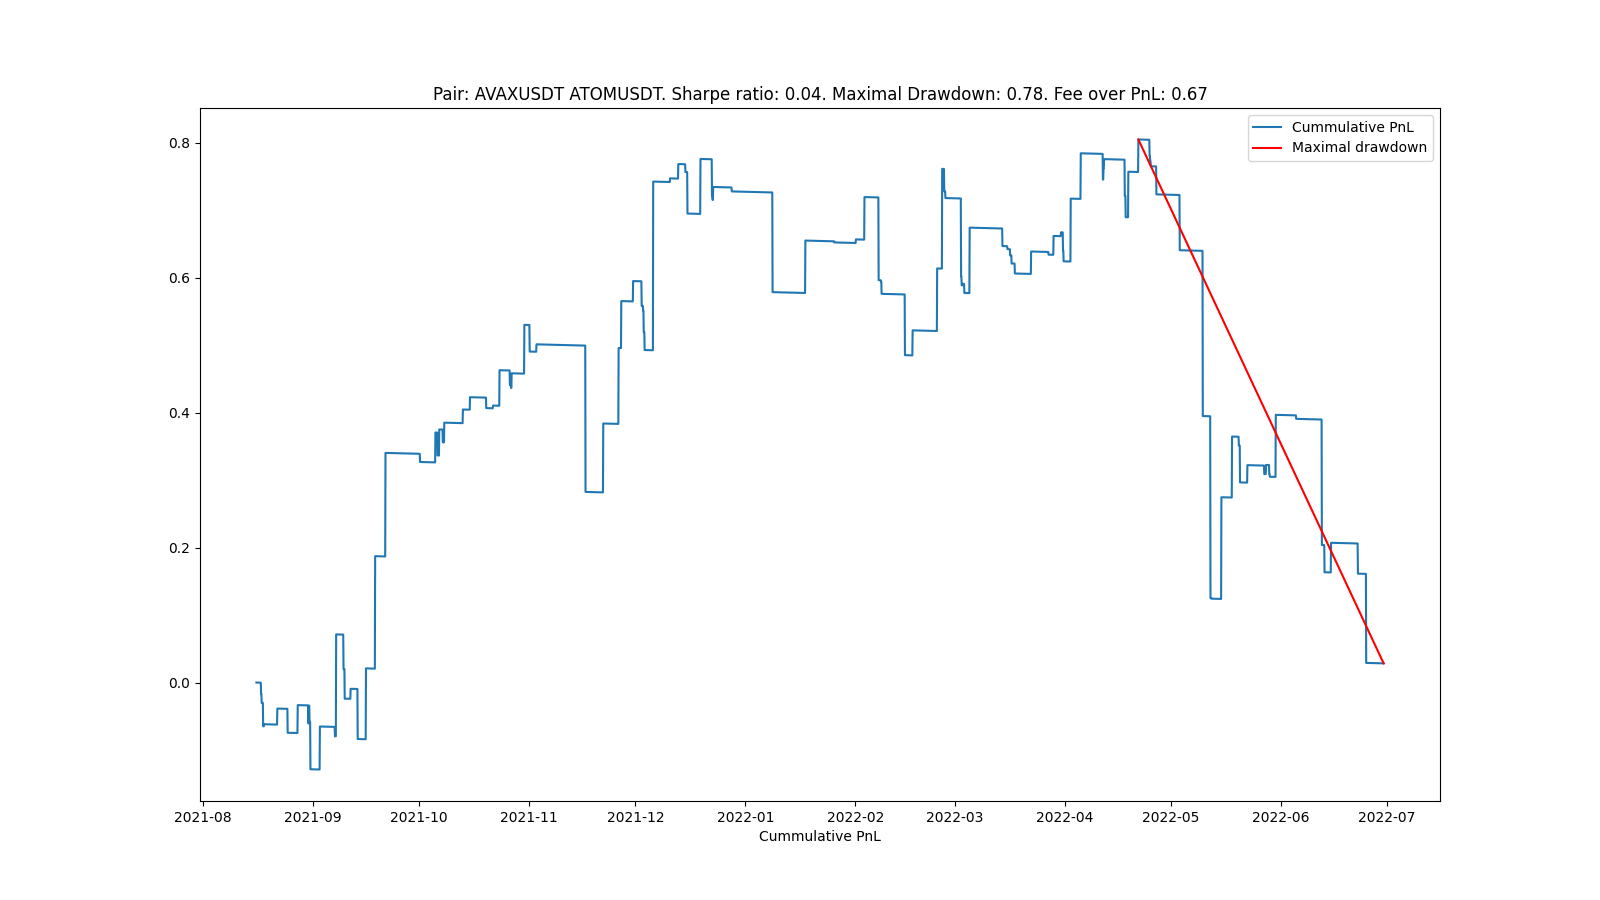 Pair: AVAXUSDT ATOMUSDT. Sharpe ratio: 0.04. Maximal Drawdown: 0.78. Fee over PnL: 0.67
Cummulative PnL
Maximal drawdown
0.8
0.6
0.4
0.2
0.0
2021-08 2021-09 2021-10 2021-11 2021-12 2022-01 2022-02 2022-03 2022-04 2022-05 2022-06 2022-07
Cummulative PnL